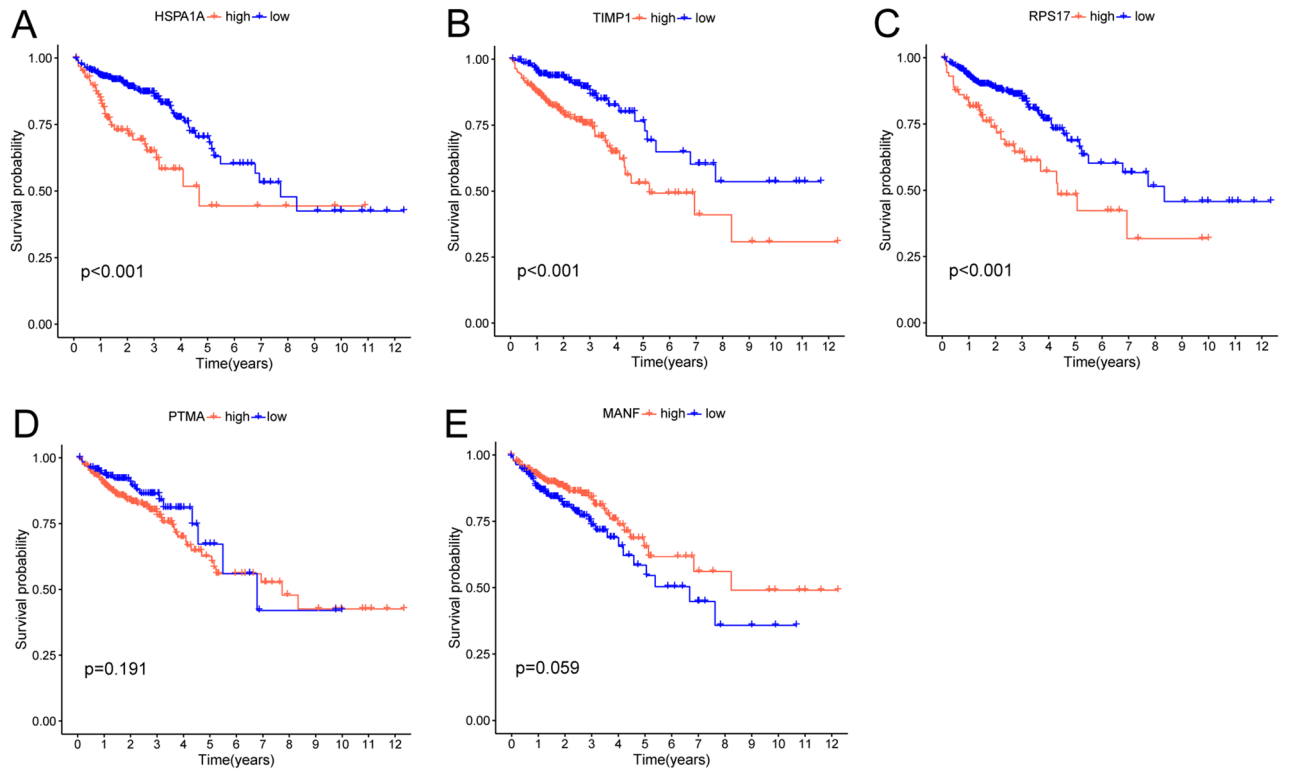 A
HSPA1A high low
Survival probability
1.00
0.75
0.50
0.25
0.00
p<0.001
0 1 2 3 4 5 6 7 8 9 10 11 12
Time(years)
B
TIMP1 high low
Survival probability
1.00
0.75
0.50
0.25
0.00
p<0.001
0 1 2 3 4 5 6 7 8 9 10 11 12
Time(years)
C
RPS17 high low
Survival probability
1.00
0.75
0.50
0.25
0.00
p<0.001
0 1 2 3 4 5 6 7 8 9 10 11 12
Time(years)
D
PTMA high low
Survival probability
1.00
0.75
0.50
0.25
0.00
p=0.191
0 1 2 3 4 5 6 7 8 9 10 11 12
Time(years)
E
MANF high low
Survival probability
1.00
0.75
0.50
0.25
0.00
p=0.059
0 1 2 3 4 5 6 7 8 9 10 11 12
Time(years)